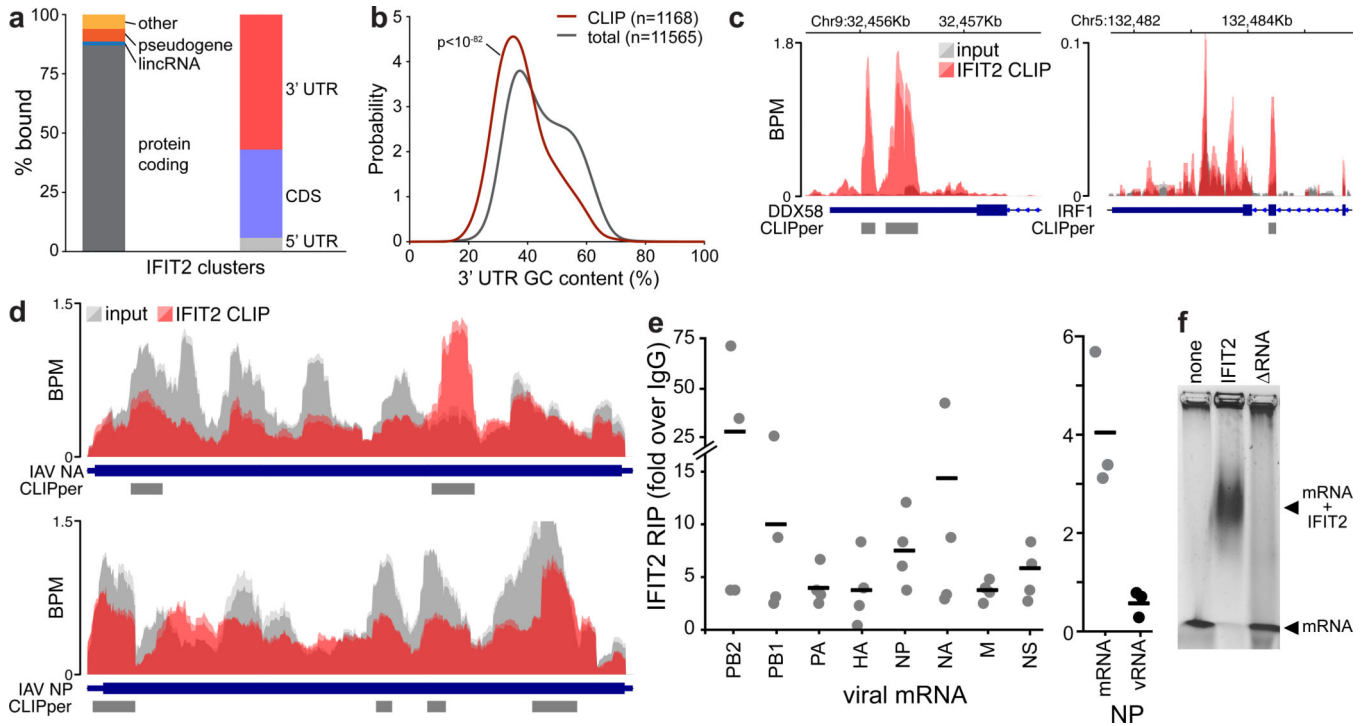 a
100
75
50
25
0
% bound
other
pseudogene
lincRNA
protein
coding
3’ UTR
CDS
5’ UTR
IFIT2 clusters
b
5
4
3
2
1
0
Probability
p<10-82
CLIP (n=1168)
total (n=11565)
0 20 40 60 80 100
3’ UTR GC content (%)
c
Chr9:32,456Kb 32,457Kb
1.8
0
BPM
input
IFIT2 CLIP
DDX58
CLIPper
Chr5:132,482 132,484Kb
0.1
0
IRF1
CLIPper
d
input IFIT2 CLIP
1.5
BPM
0
IAV NA
CLIPper
1.5
BPM
0
IAV NP
CLIPper
e
IFIT2 RIP (fold over IgG)
75
50
25
15
10
5
0
PB2 PB1 PA HA NP NA M NS
viral mRNA
6
4
2
0
mRNA vRNA
NP
f
none IFIT2 ΔRNA
mRNA
+
IFIT2
mRNA